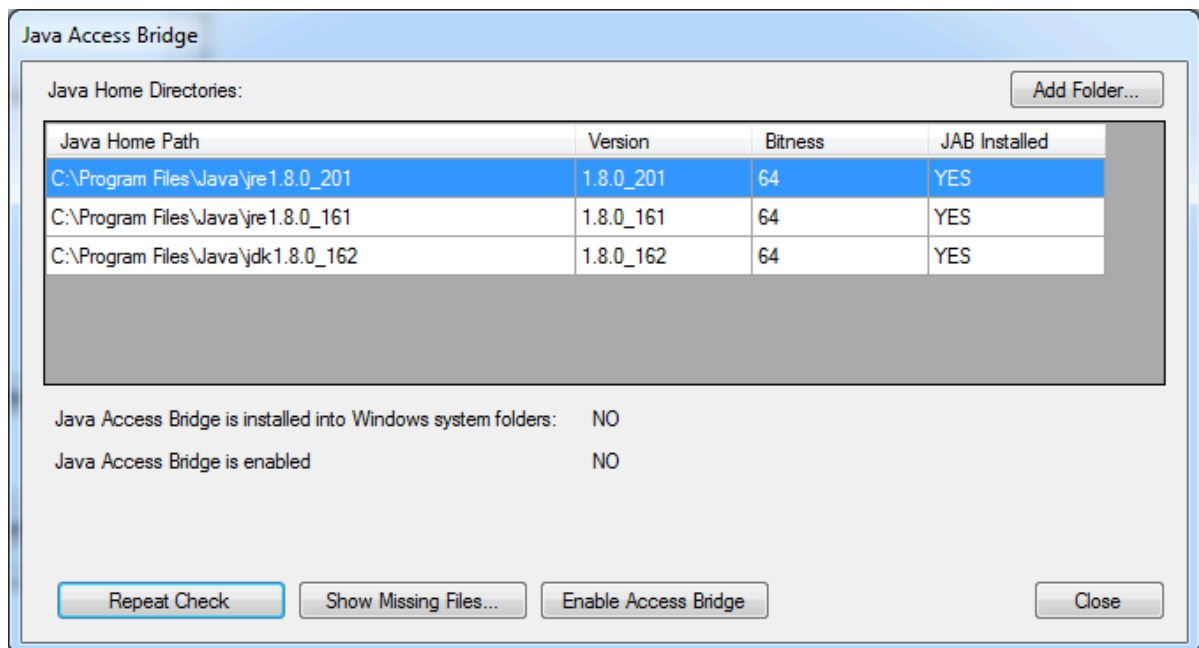 Java Access Bridge
Java Home Directories: Add Folder...
Java Home Path Version Bitness JAB Installed
C:\Program Files\Java\jre1.8.0_201 1.8.0_201 64 YES
C:\Program Files\Java\jre1.8.0_161 1.8.0_161 64 YES
C:\Program Files\Java\jdk1.8.0_162 1.8.0_162 64 YES
Java Access Bridge is installed into Windows system folders: NO
Java Access Bridge is enabled NO
Repeat Check Show Missing Files... Enable Access Bridge Close